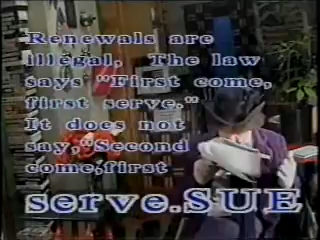 Renewals are
illegal, The law
says "First come,
first serve."
It does not
say,"Second
come,first
serve.SUE